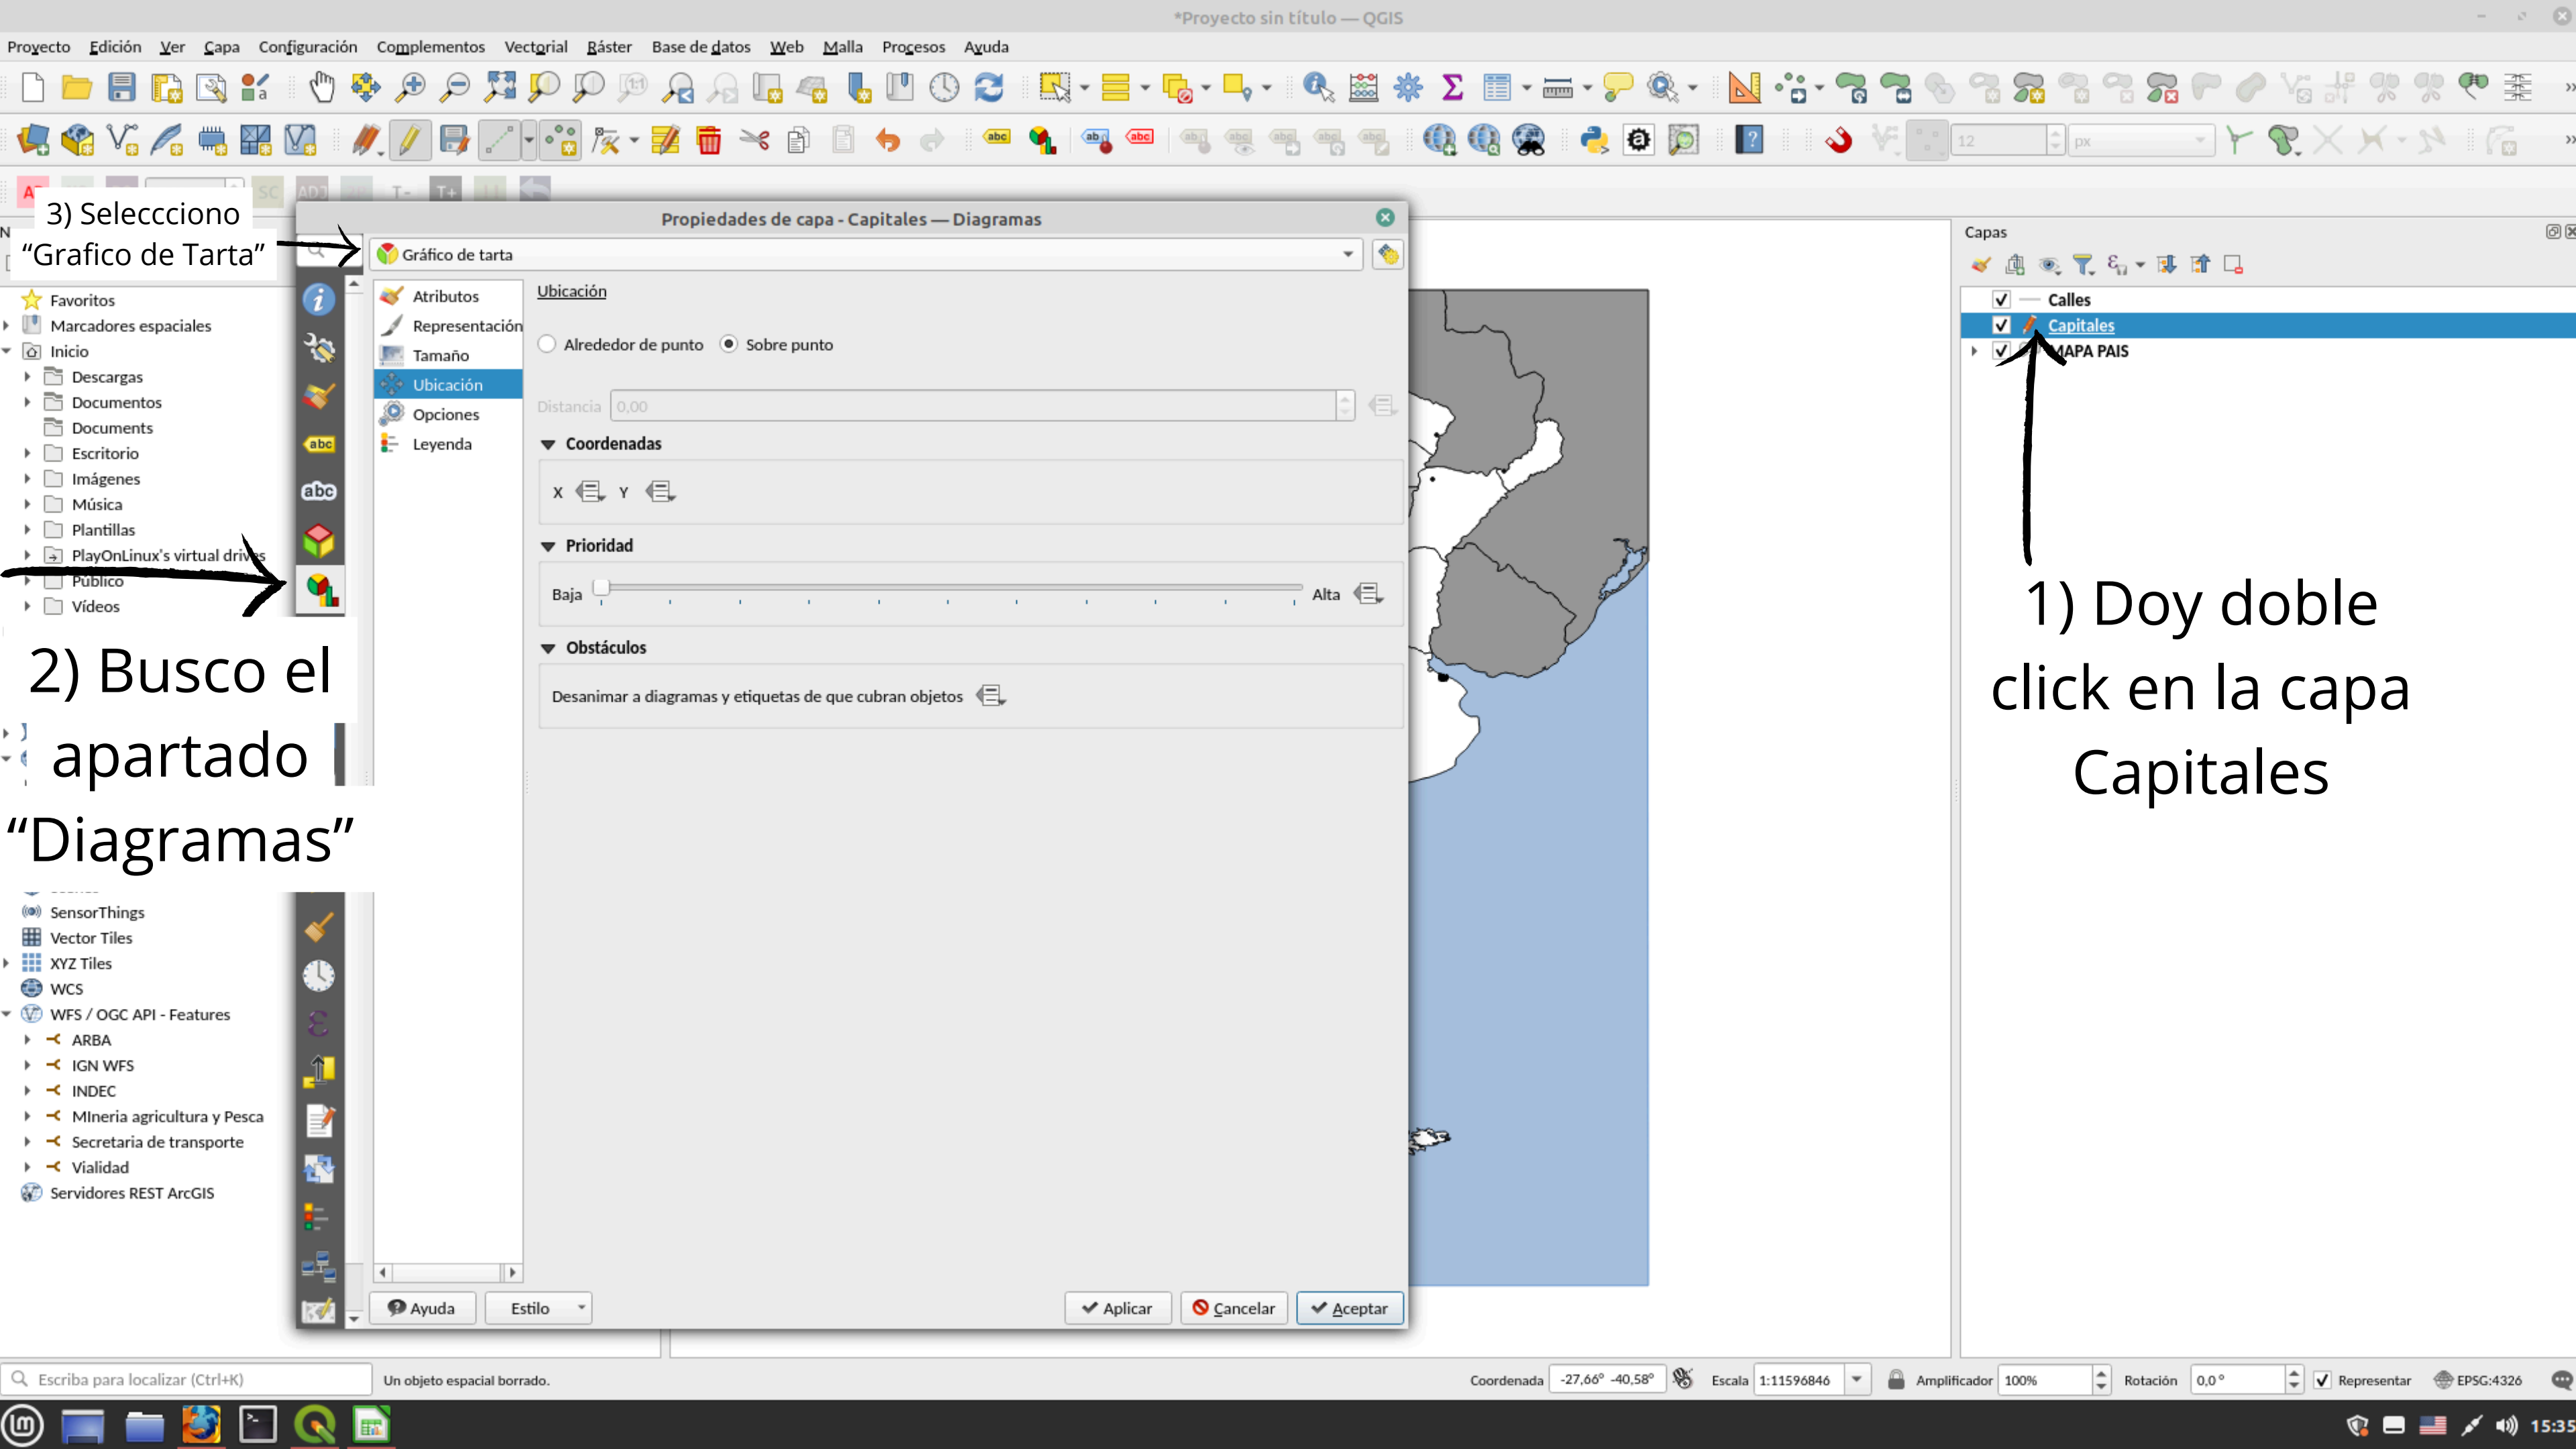 *Proyecto sin título — QGIS
Proyecto Edición Ver Capa Configuración Complementos Vectorial Ráster Base de datos Web Malla Procesos Ayuda
12 px
3) Seleccciono
“Grafico de Tarta”
Propiedades de capa - Capitales — Diagramas
Gráfico de tarta
Favoritos
Marcadores espaciales
Inicio
Descargas
Documentos
Documents
Escritorio
Imágenes
Música
Plantillas
PlayOnLinux's virtual drives
Público
Vídeos
2) Busco el
apartado
“Diagramas”
SensorThings
Vector Tiles
XYZ Tiles
WCS
WFS / OGC API - Features
ARBA
IGN WFS
INDEC
MIneria agricultura y Pesca
Secretaria de transporte
Vialidad
Servidores REST ArcGIS
Atributos
Representación
Tamaño
Ubicación
Opciones
Leyenda
Ubicación
Alrededor de punto Sobre punto
Distancia 0,00
Coordenadas
X Y
Prioridad
Baja Alta
Obstáculos
Desanimar a diagramas y etiquetas de que cubran objetos
Ayuda Estilo Aplicar Cancelar Aceptar
Capas
Calles
Capitales
MAPA PAIS
1) Doy doble
click en la capa
Capitales
Escriba para localizar (Ctrl+K) Un objeto espacial borrado. Coordenada -27,66° -40,58° Escala 1:11596846 Amplificador 100% Rotación 0,0 ° Representar EPSG:4326
15:35